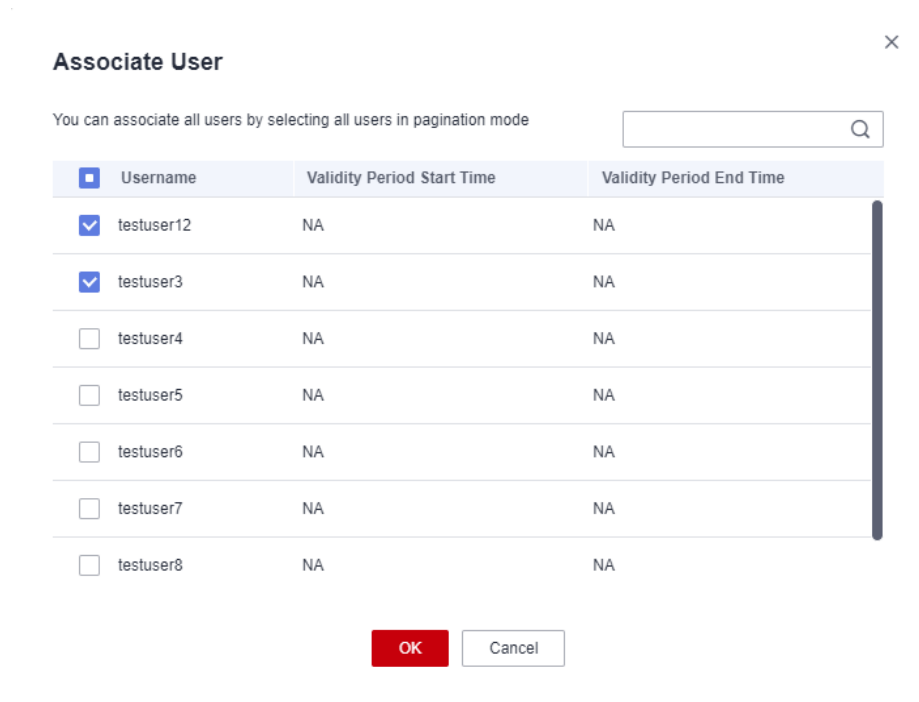 Associate User
You can associate all users by selecting all users in pagination mode
Username Validity Period Start Time Validity Period End Time
testuser12 NA NA
testuser3 NA NA
testuser4 NA NA
testuser5 NA NA
testuser6 NA NA
testuser7 NA NA
testuser8 NA NA
OK Cancel